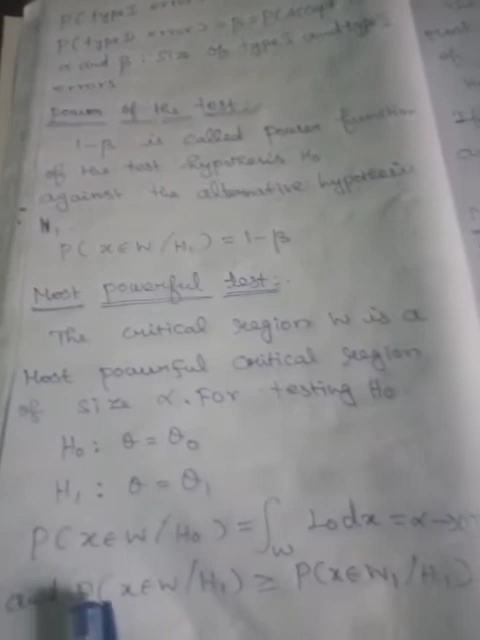 P(type I error
P(type II error) = β = P(Accept
α and β : size of type I and type
errors
Power of the test:-
1-β is called power function
of the test hypothesis H₀
against the alternative hypothesis
H₁
P(x∈W/H₁) = 1-β
Most powerful test:-
The critical region W is a
Most powerful critical region
of size α. For testing H₀
H₀ : θ = θ₀
H₁ : θ = θ₁
P(x∈W/H₀) = ∫_W L₀dx = α
and P(x∈W/H₁) ≥ P(x∈W₁/H₁)